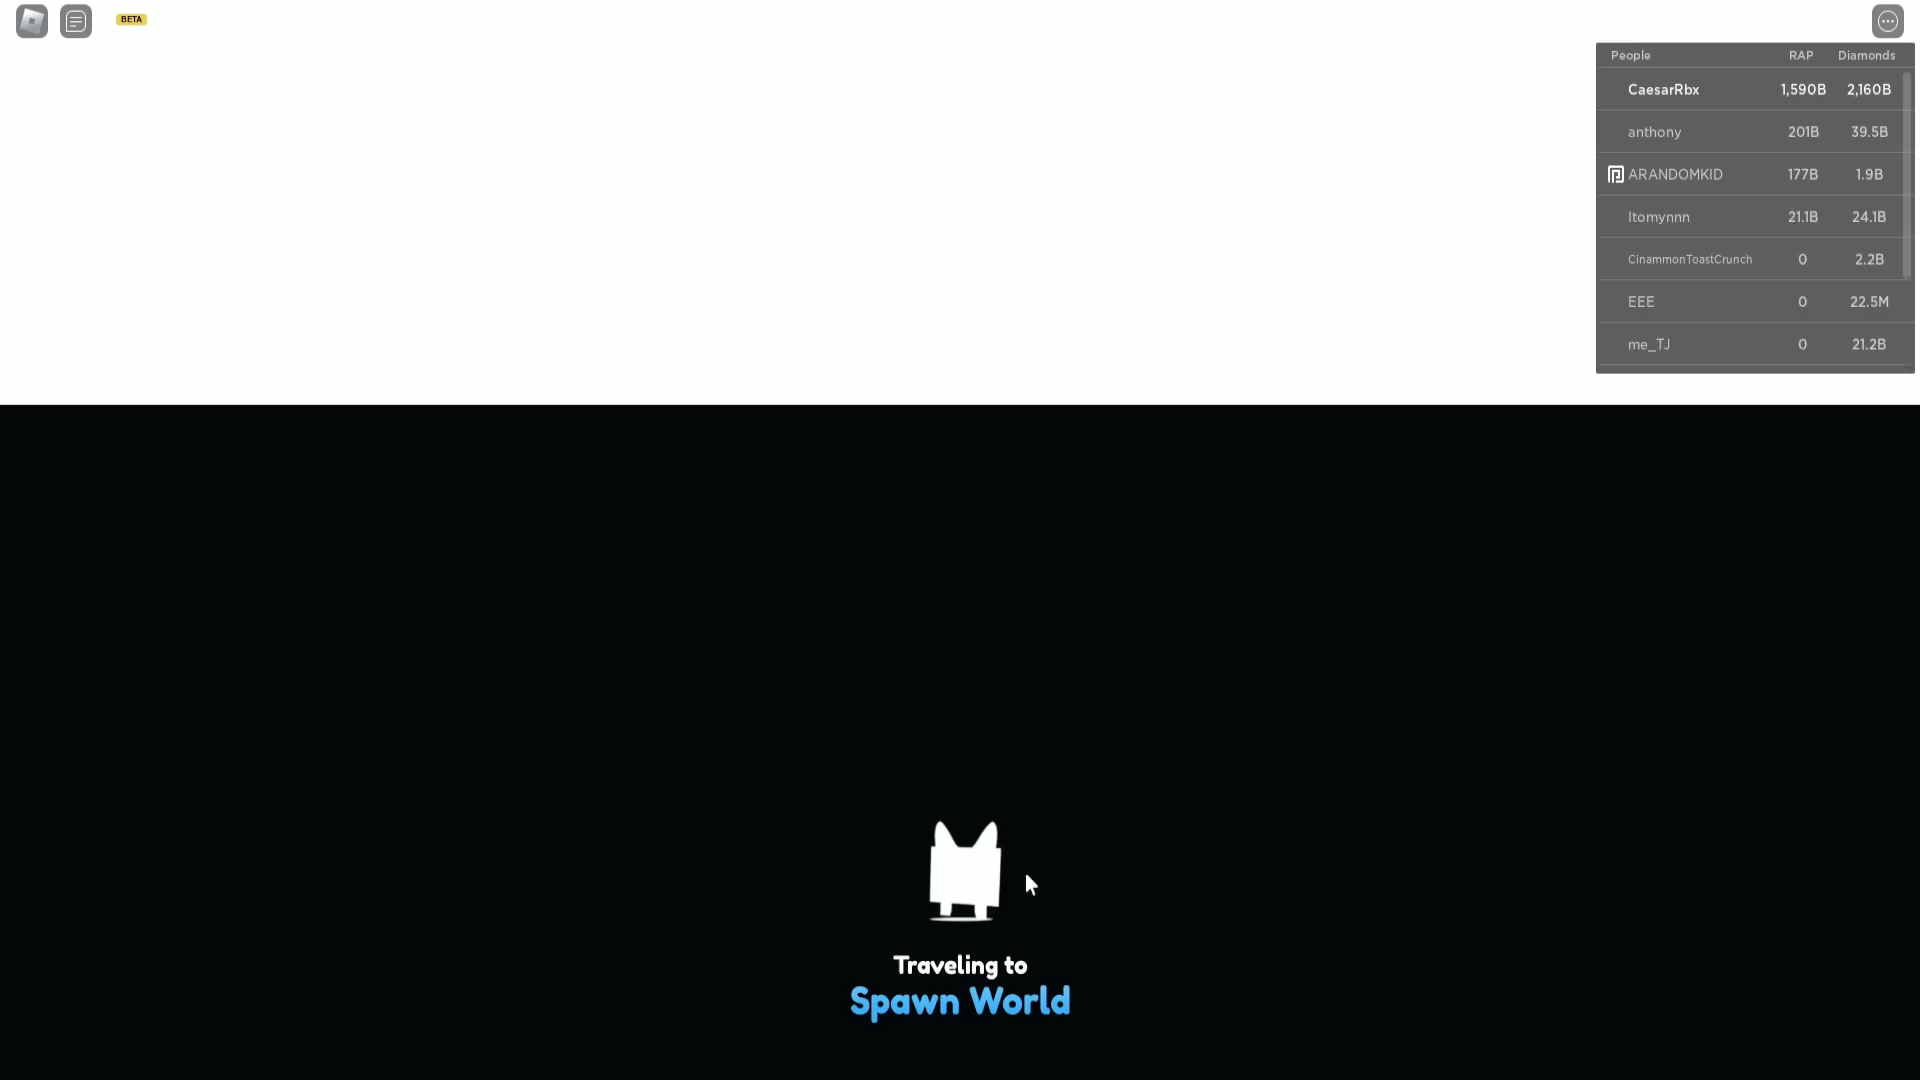 BETA
People RAP Diamonds
CaesarRbx 1,590B 2,160B
anthony 201B 39.5B
ARANDOMKID 177B 1.9B
Itomynnn 21.1B 24.1B
CinammonToastCrunch 0 2.2B
EEE 0 22.5M
me_TJ 0 21.2B
Traveling to
Spawn World